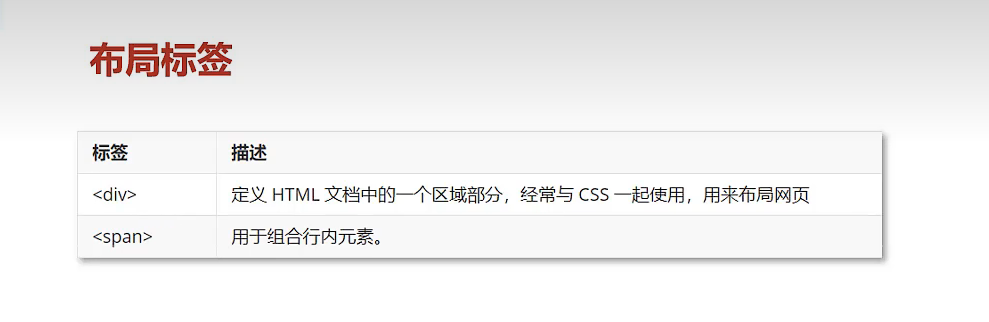 布局标签
标签 描述
<div> 定义 HTML 文档中的一个区域部分，经常与 CSS 一起使用，用来布局网页
<span> 用于组合行内元素。